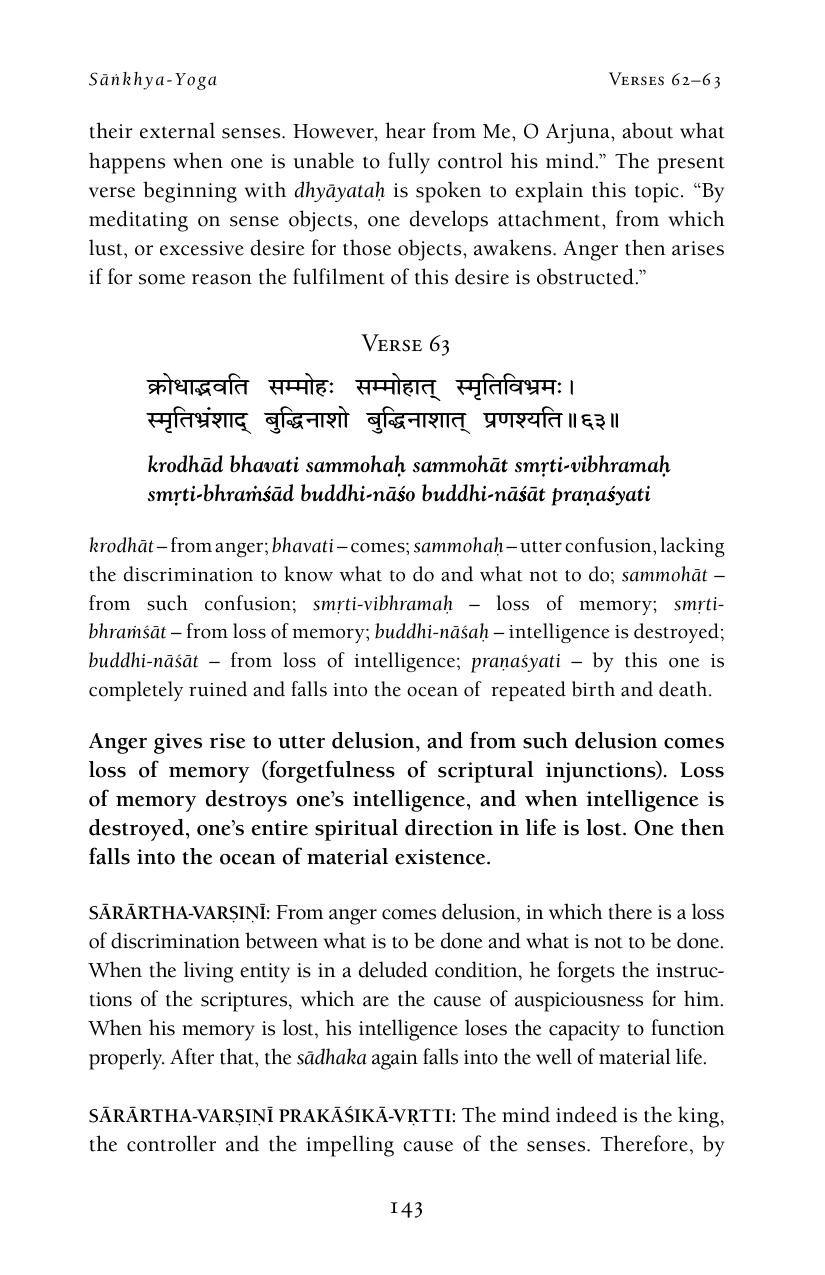 Sāṅkhya-Yoga Verses 62–63
their external senses. However, hear from Me, O Arjuna, about what
happens when one is unable to fully control his mind.” The present
verse beginning with dhyāyataḥ is spoken to explain this topic. “By
meditating on sense objects, one develops attachment, from which
lust, or excessive desire for those objects, awakens. Anger then arises
if for some reason the fulfilment of this desire is obstructed.”
Verse 63
क्रोधाद्भवति सम्मोहः सम्मोहात् स्मृतिविभ्रमः।
स्मृतिभ्रंशाद् बुद्धिनाशो बुद्धिनाशात् प्रणश्यति॥६३॥
krodhād bhavati sammohaḥ sammohāt smṛti-vibhramaḥ
smṛti-bhraṁśād buddhi-nāśo buddhi-nāśāt praṇaśyati
krodhāt – from anger; bhavati – comes; sammohaḥ – utter confusion, lacking
the discrimination to know what to do and what not to do; sammohāt –
from such confusion; smṛti-vibhramaḥ – loss of memory; smṛti-
bhraṁśāt – from loss of memory; buddhi-nāśaḥ – intelligence is destroyed;
buddhi-nāśāt – from loss of intelligence; praṇaśyati – by this one is
completely ruined and falls into the ocean of repeated birth and death.
Anger gives rise to utter delusion, and from such delusion comes
loss of memory (forgetfulness of scriptural injunctions). Loss
of memory destroys one’s intelligence, and when intelligence is
destroyed, one’s entire spiritual direction in life is lost. One then
falls into the ocean of material existence.
SĀRĀRTHA-VARṢIṆĪ: From anger comes delusion, in which there is a loss
of discrimination between what is to be done and what is not to be done.
When the living entity is in a deluded condition, he forgets the instruc-
tions of the scriptures, which are the cause of auspiciousness for him.
When his memory is lost, his intelligence loses the capacity to function
properly. After that, the sādhaka again falls into the well of material life.
SĀRĀRTHA-VARṢIṆĪ PRAKĀŚIKĀ-VṚTTI: The mind indeed is the king,
the controller and the impelling cause of the senses. Therefore, by
143